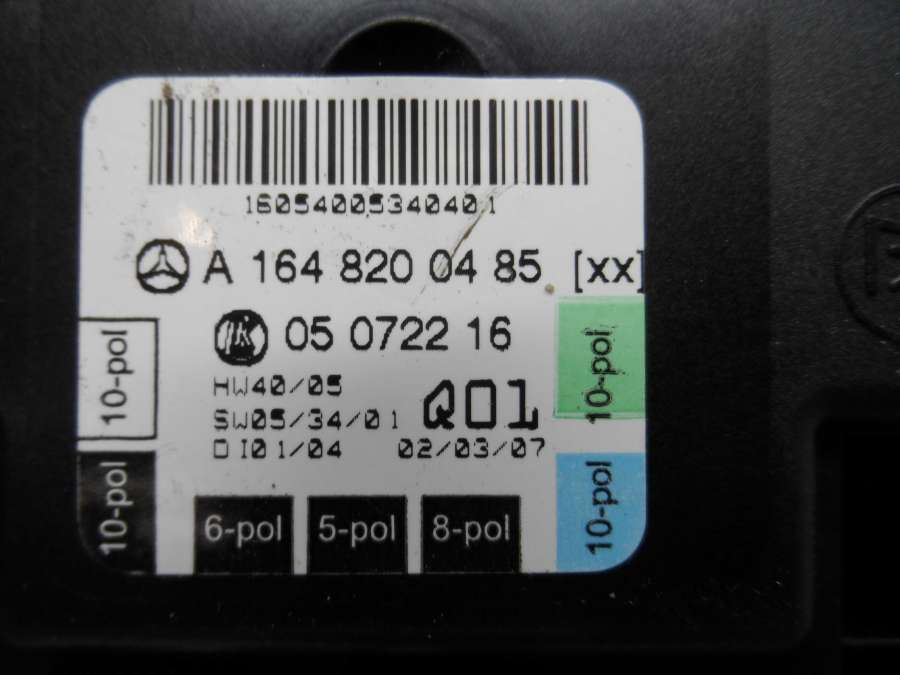 1605400534040 1
A 164 820 04 85 [xx]
05 0722 16
HW40/05
SW05/34/01 Q01
DI01/04 02/03/07
10-pol
10-pol
10-pol
10-pol
6-pol 5-pol 8-pol